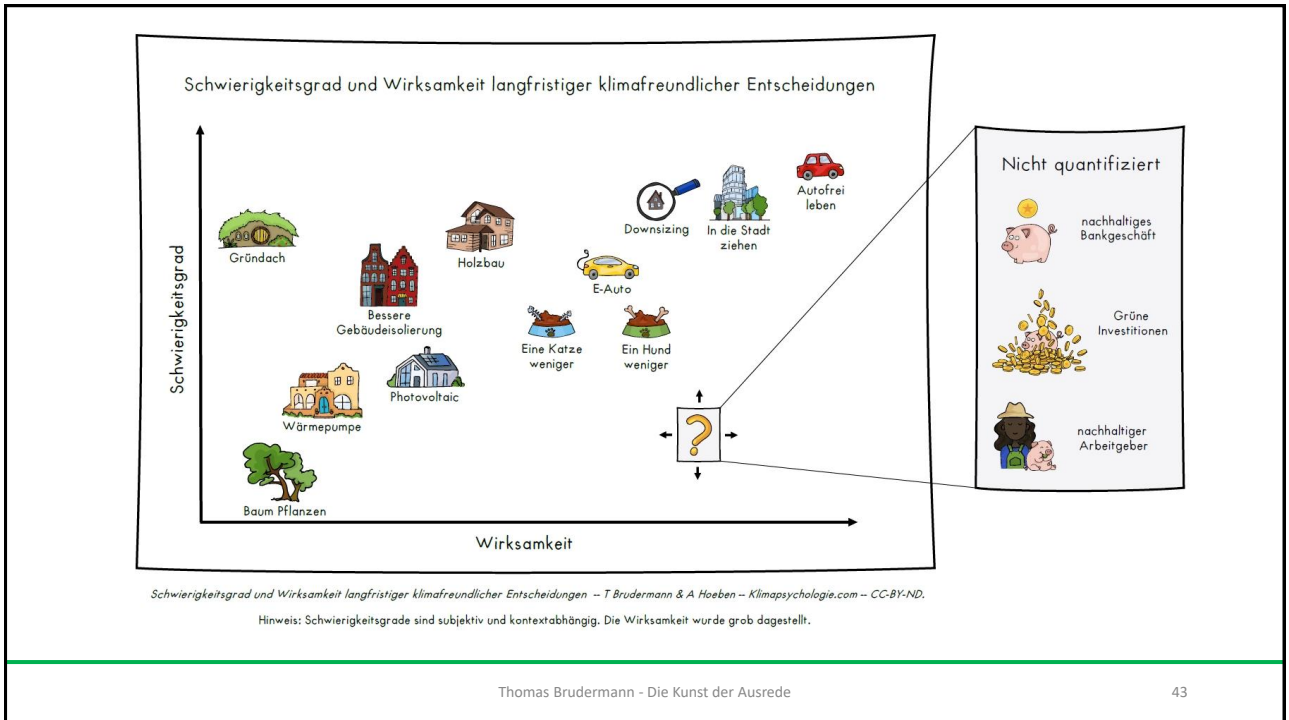 Schwierigkeitsgrad und Wirksamkeit langfristiger klimafreundlicher Entscheidungen
Schwierigkeitsgrad
Gründach
Bessere
Gebäudeisolierung
Holzbau
Downsizing
In die Stadt
ziehen
Autofrei
leben
E-Auto
Eine Katze
weniger
Ein Hund
weniger
Photovoltaic
Wärmepumpe
Baum Pflanzen
?
Wirksamkeit
Nicht quantifiziert
nachhaltiges
Bankgeschäft
Grüne
Investitionen
nachhaltiger
Arbeitgeber
Schwierigkeitsgrad und Wirksamkeit langfristiger klimafreundlicher Entscheidungen -- T Brudermann & A Hoeben -- Klimapsychologie.com -- CC-BY-ND.
Hinweis: Schwierigkeitsgrade sind subjektiv und kontextabhängig. Die Wirksamkeit wurde grob dagestellt.
Thomas Brudermann - Die Kunst der Ausrede
43